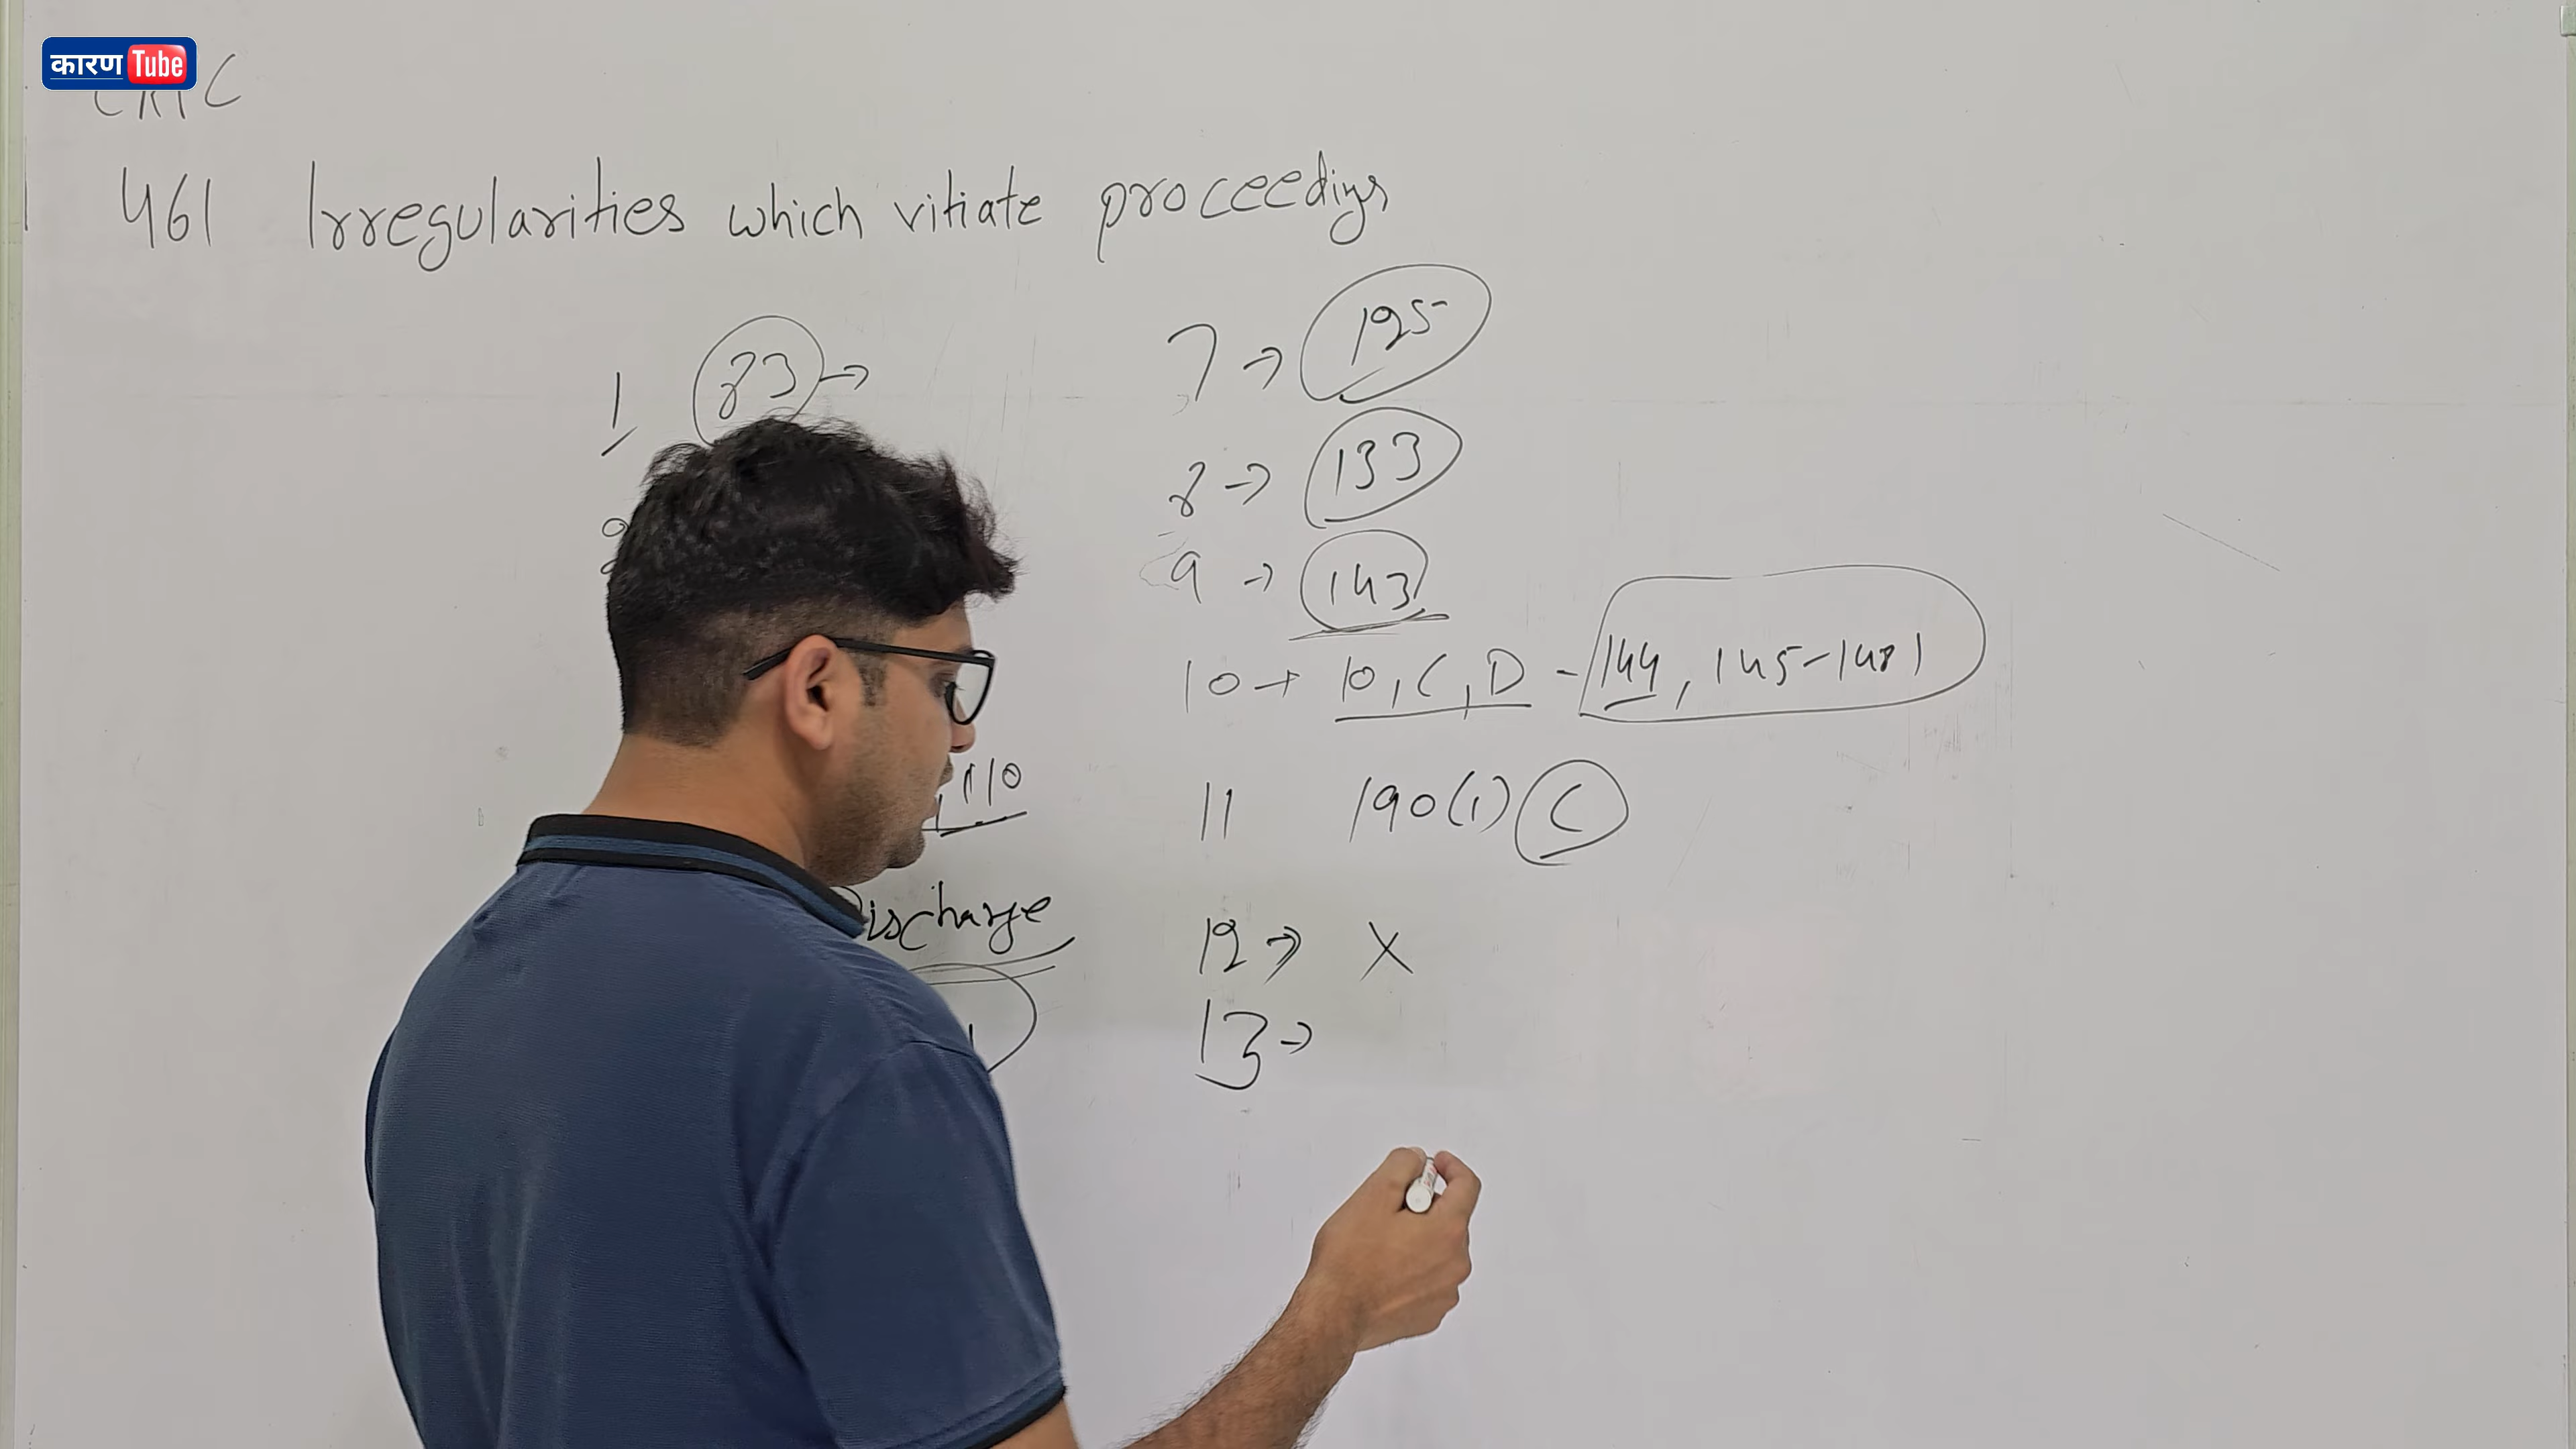 कारण Tube
CRPC
461 Irregularities which vitiate proceedings
1 83 →
7 → 125
8 → 133
9 → 143
10 → 10, C, D - 144, 145-148
110
11 190(1) C
Discharge
12 → X
13 →